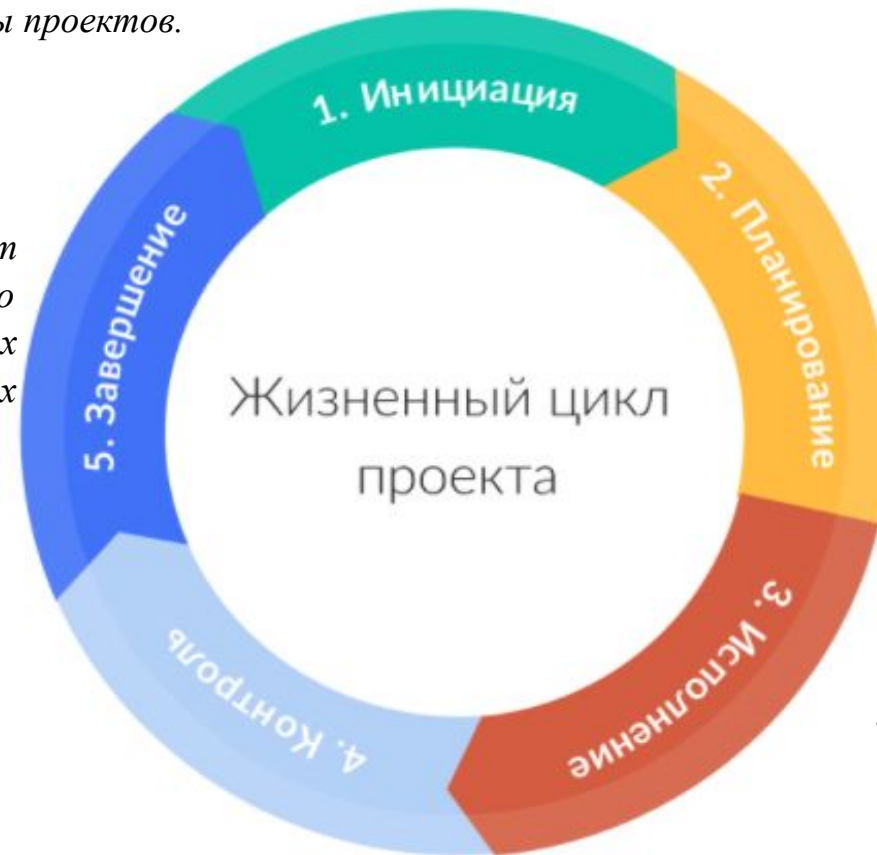 ы проектов.
1. Инициация
2. Планирование
3. Исполнение
4. Контроль
5. Завершение
Жизненный цикл
проекта
т
о
х
х